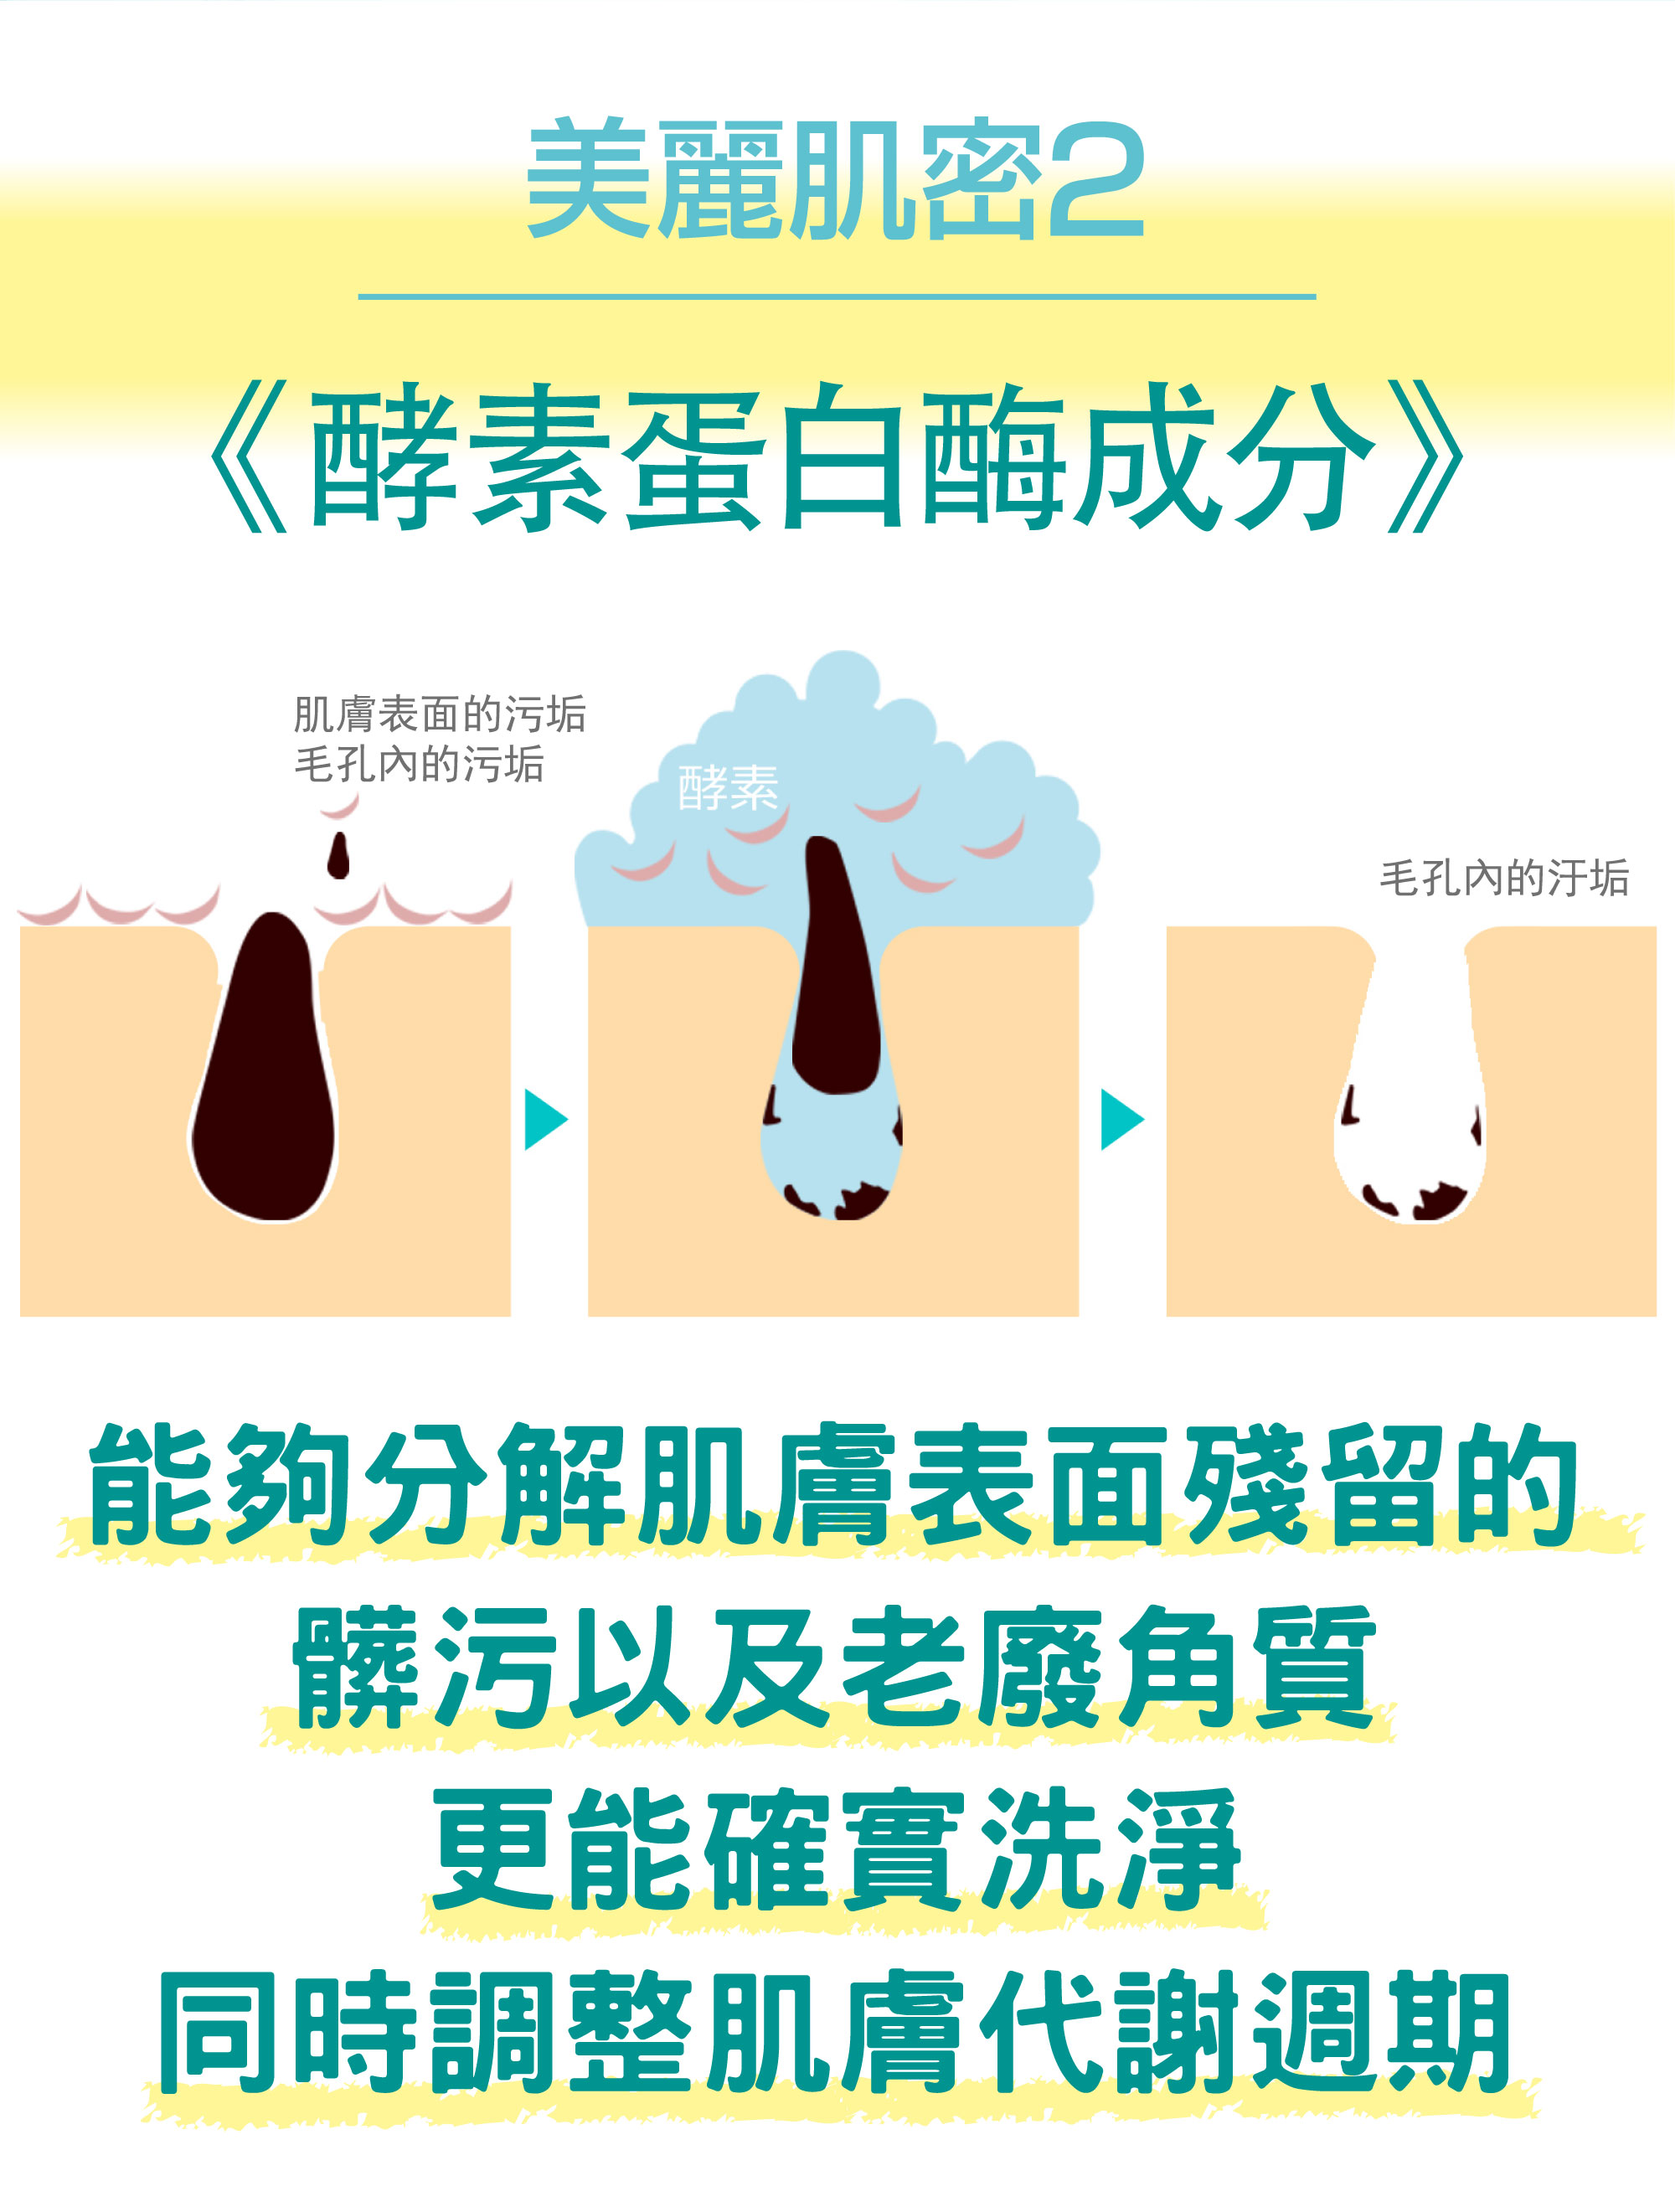 美麗肌密2
《酵素蛋白酶成分》
肌膚表面的污垢
毛孔內的污垢
酵素
毛孔內的汙垢
能夠分解肌膚表面殘留的
髒污以及老廢角質
更能確實洗淨
同時調整肌膚代謝週期